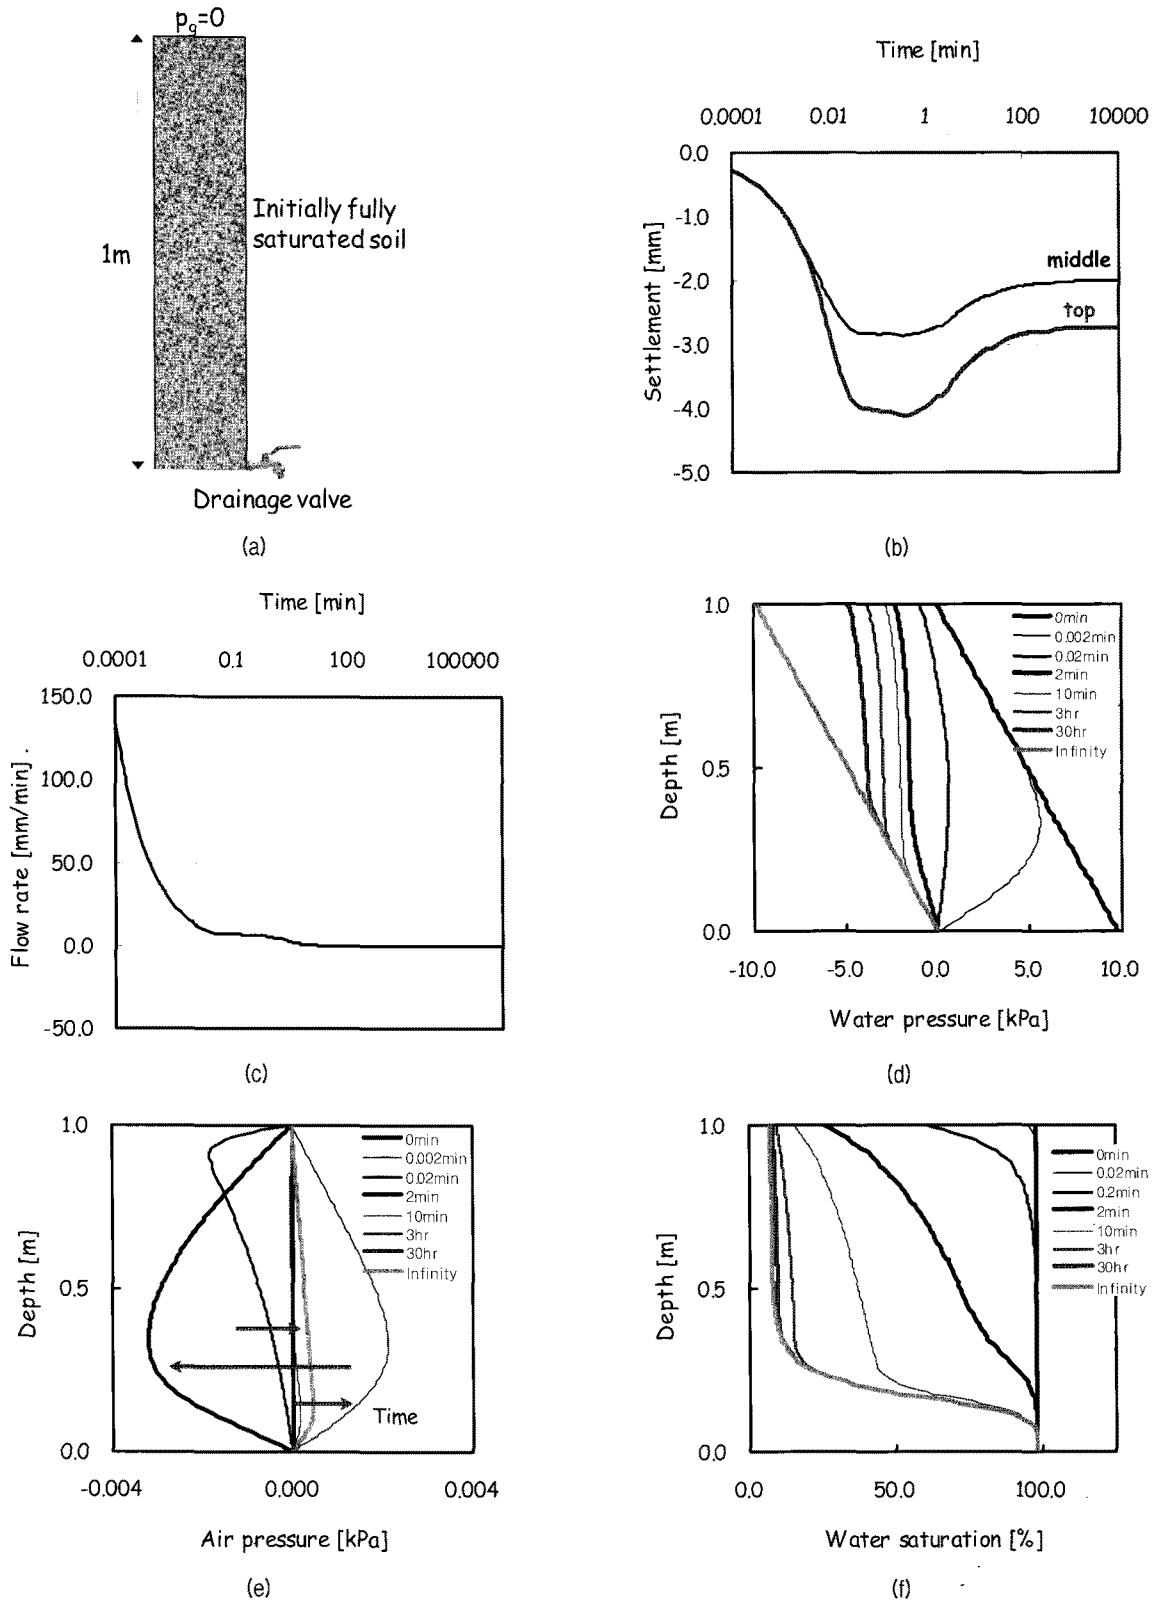 p_g=0
1m
Initially fully
saturated soil
Drainage valve
(a)
Time [min]
0.0001 0.01 1 100 10000
0.0
-1.0
-2.0
-3.0
-4.0
-5.0
Settlement [mm]
middle
top
(b)
Time [min]
0.0001 0.1 100 100000
150.0
100.0
50.0
0.0
-50.0
Flow rate [mm/min]
(c)
1.0
0.5
0.0
Depth [m]
0min
0.002min
0.02min
2min
10min
3hr
30hr
Infinity
-10.0 -5.0 0.0 5.0 10.0
Water pressure [kPa]
(d)
1.0
0.5
0.0
Depth [m]
0min
0.002min
0.02min
2min
10min
3hr
30hr
Infinity
Time
-0.004 0.000 0.004
Air pressure [kPa]
(e)
1.0
0.5
0.0
Depth [m]
0min
0.02min
0.2min
2min
10min
3hr
30hr
Infinity
0.0 50.0 100.0
Water saturation [%]
(f)